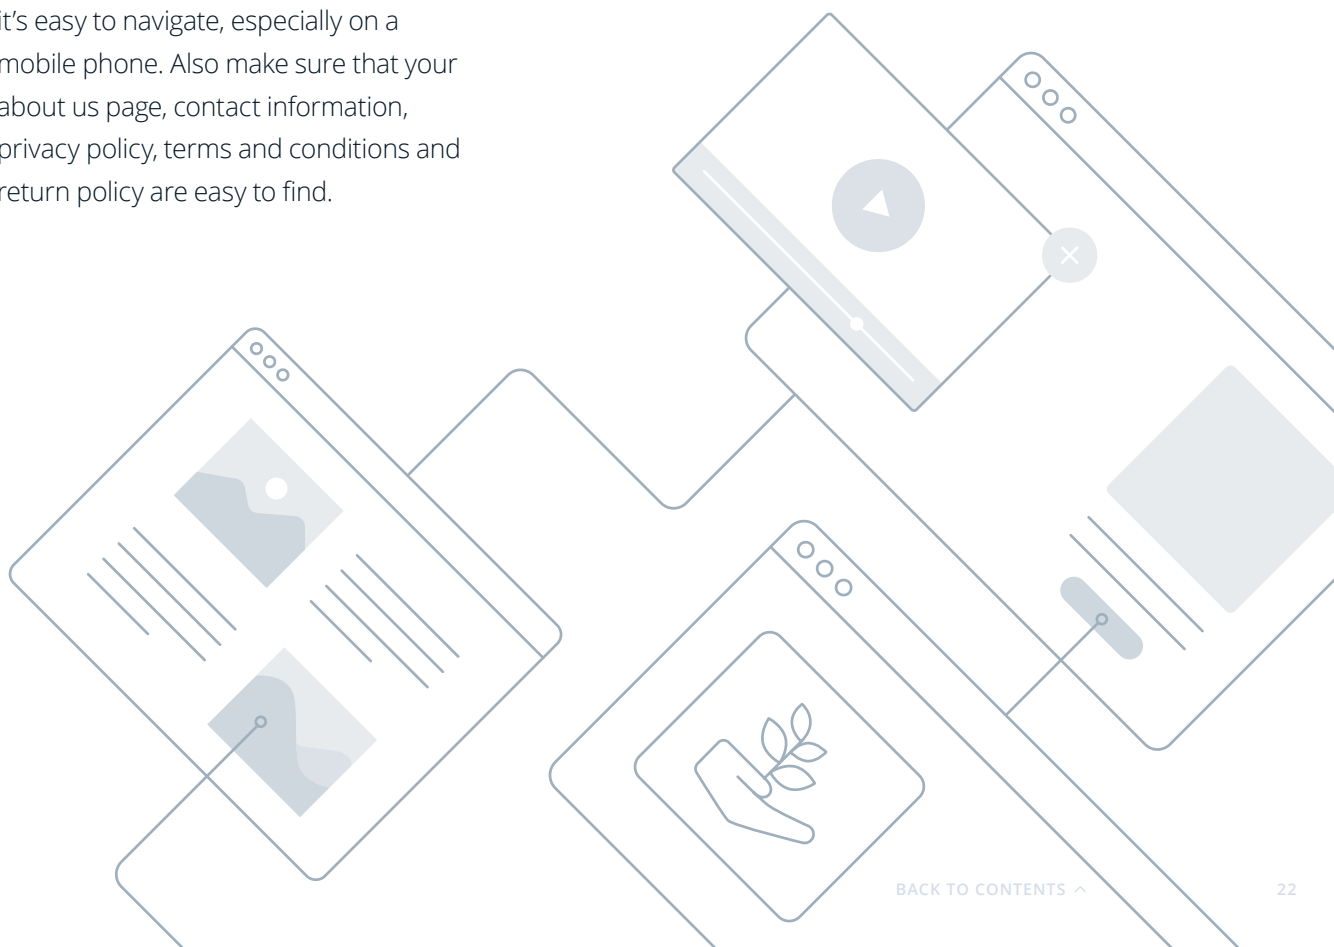 it’s easy to navigate, especially on a
mobile phone. Also make sure that your
about us page, contact information,
privacy policy, terms and conditions and
return policy are easy to find.
BACK TO CONTENTS
22